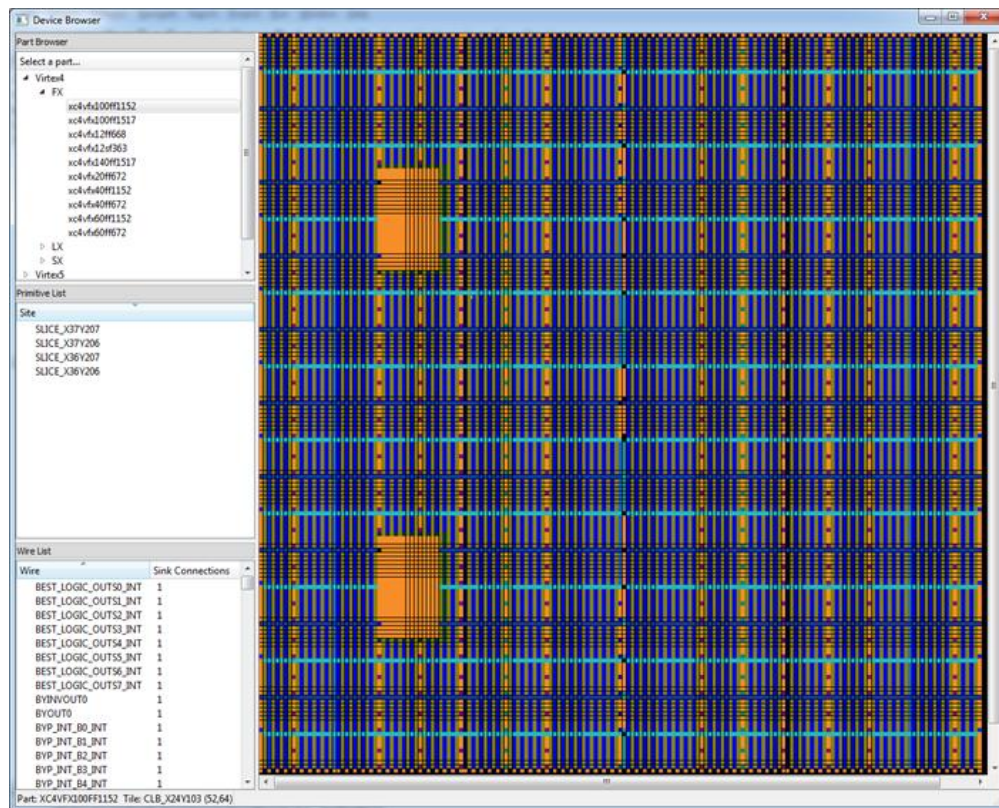 Device Browser
Part Browser
Select a part...
Virtex4
FX
xc4vfx100ff1152
xc4vfx100ff1517
xc4vfx12ff668
xc4vfx12sf363
xc4vfx140ff1517
xc4vfx20ff672
xc4vfx40ff1152
xc4vfx40ff672
xc4vfx60ff1152
xc4vfx60ff672
LX
SX
Virtex5
Primitive List
Site
SLICE_X37Y207
SLICE_X37Y206
SLICE_X36Y207
SLICE_X36Y206
Wire List
Wire Sink Connections
BEST_LOGIC_OUTS0_INT 1
BEST_LOGIC_OUTS1_INT 1
BEST_LOGIC_OUTS2_INT 1
BEST_LOGIC_OUTS3_INT 1
BEST_LOGIC_OUTS4_INT 1
BEST_LOGIC_OUTS5_INT 1
BEST_LOGIC_OUTS6_INT 1
BEST_LOGIC_OUTS7_INT 1
BYINVOUT0 1
BYOUT0 1
BYP_INT_B0_INT 1
BYP_INT_B1_INT 1
BYP_INT_B2_INT 1
BYP_INT_B3_INT 1
BYP_INT_B4_INT 1
Part: XC4VFX100FF1152 Tile: CLB_X24Y103 (52,64)